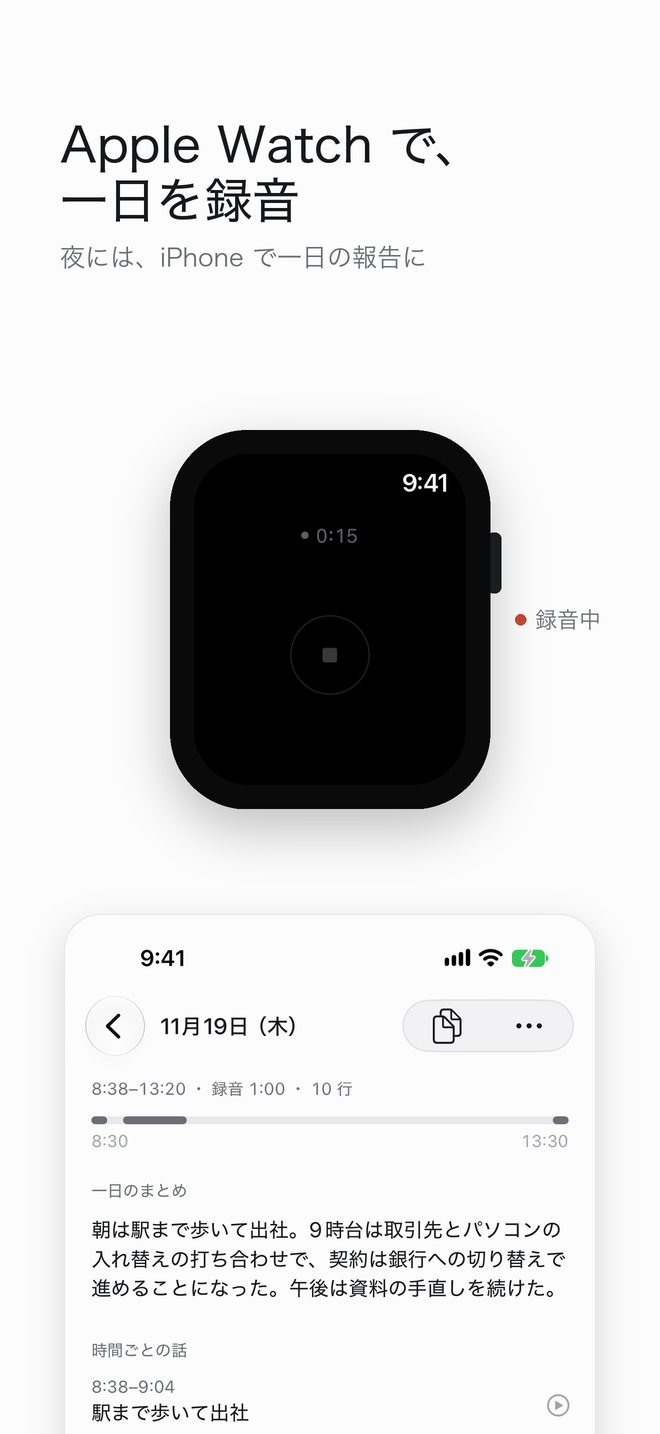 Apple Watch で、
一日を録音
夜には、iPhone で一日の報告に
9:41
0:15
録音中
9:41
11月19日（木）
8:38–13:20 ・ 録音 1:00 ・ 10 行
8:30
13:30
一日のまとめ
朝は駅まで歩いて出社。9時台は取引先とパソコンの
入れ替えの打ち合わせで、契約は銀行への切り替えで
進めることになった。午後は資料の手直しを続けた。
時間ごとの話
8:38–9:04
駅まで歩いて出社